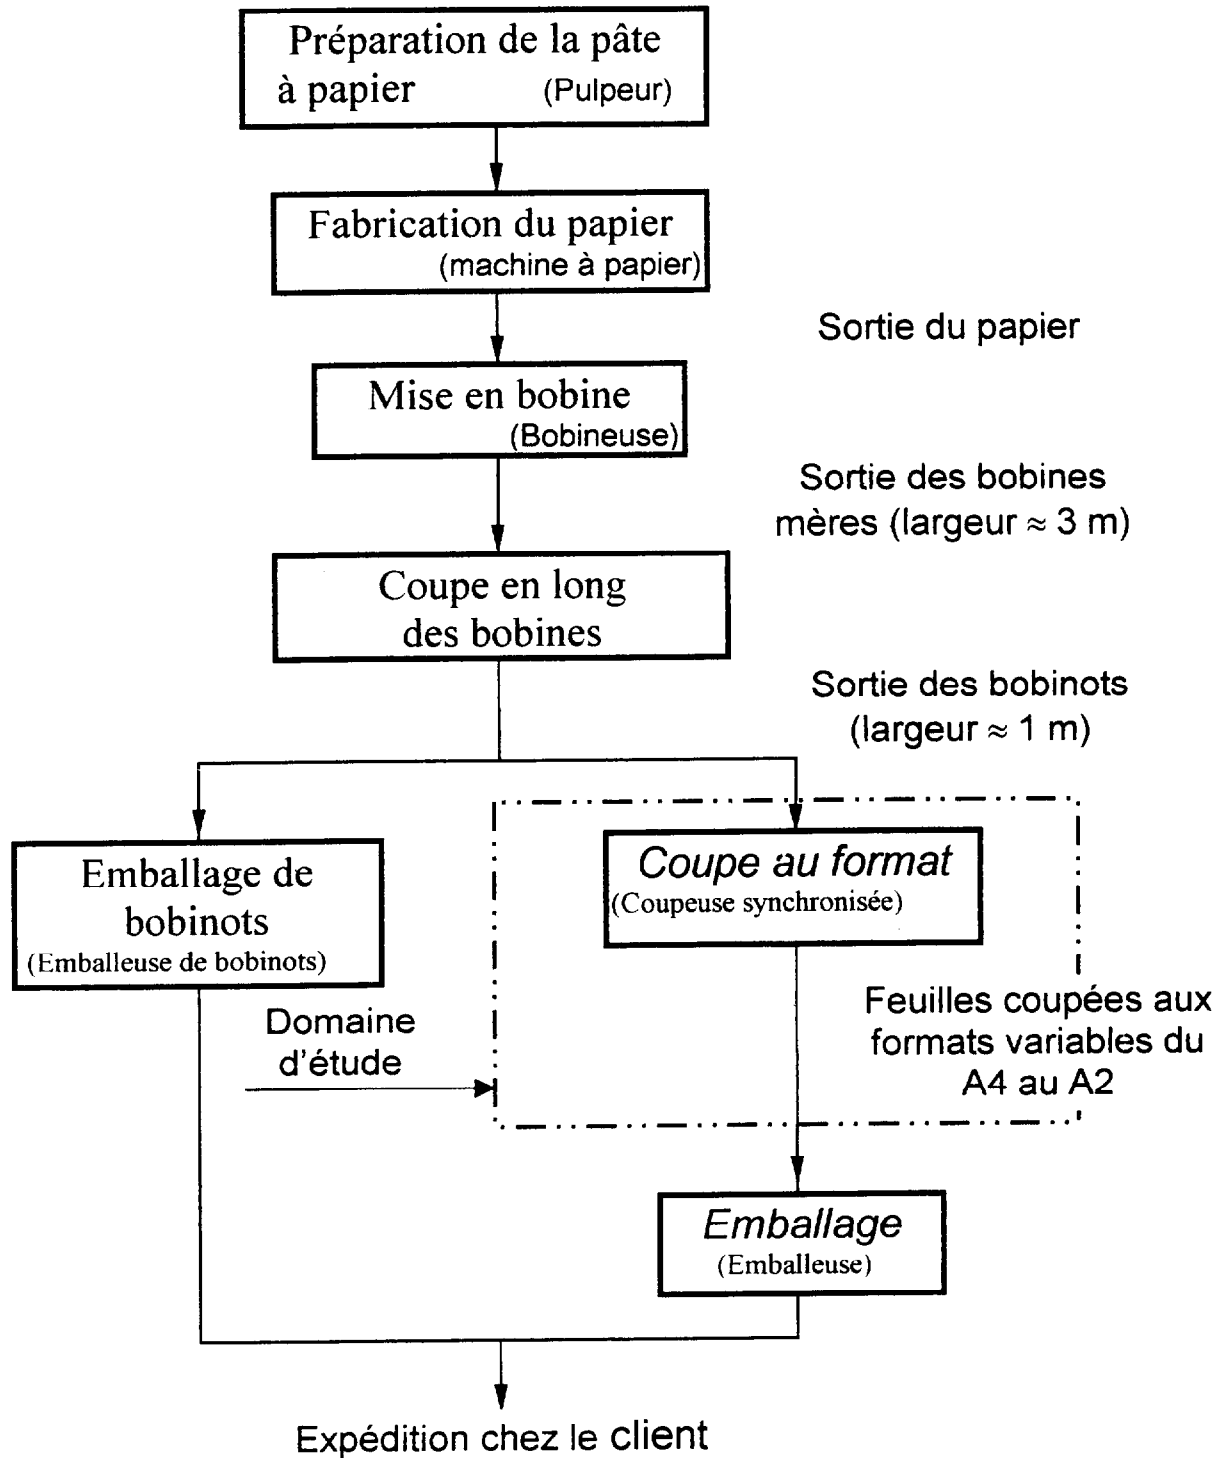 Préparation de la pâte
à papier (Pulpeur)
Fabrication du papier
(machine à papier)
Sortie du papier
Mise en bobine
(Bobineuse)
Sortie des bobines
mères (largeur ≈ 3 m)
Coupe en long
des bobines
Sortie des bobinots
(largeur ≈ 1 m)
Emballage de
bobinots
(Emballeuse de bobinots)
Coupe au format
(Coupeuse synchronisée)
Domaine
d'étude
Feuilles coupées aux
formats variables du
A4 au A2
Emballage
(Emballeuse)
Expédition chez le client